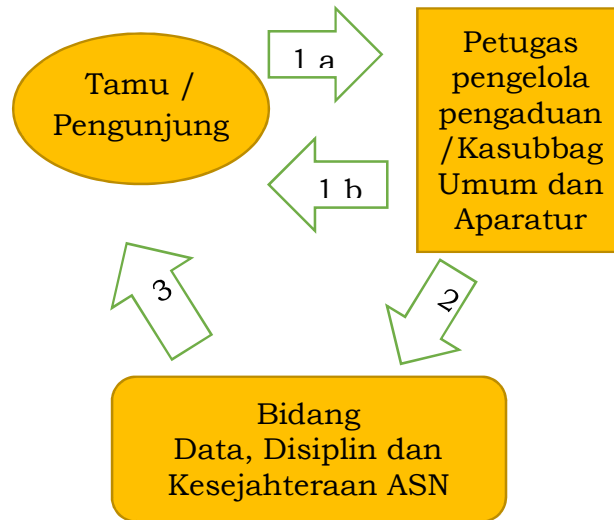 Tamu /
Pengunjung
1 a
Petugas
pengelola
pengaduan
/Kasubbag
Umum dan
Aparatur
1 b
3
2
Bidang
Data, Disiplin dan
Kesejahteraan ASN